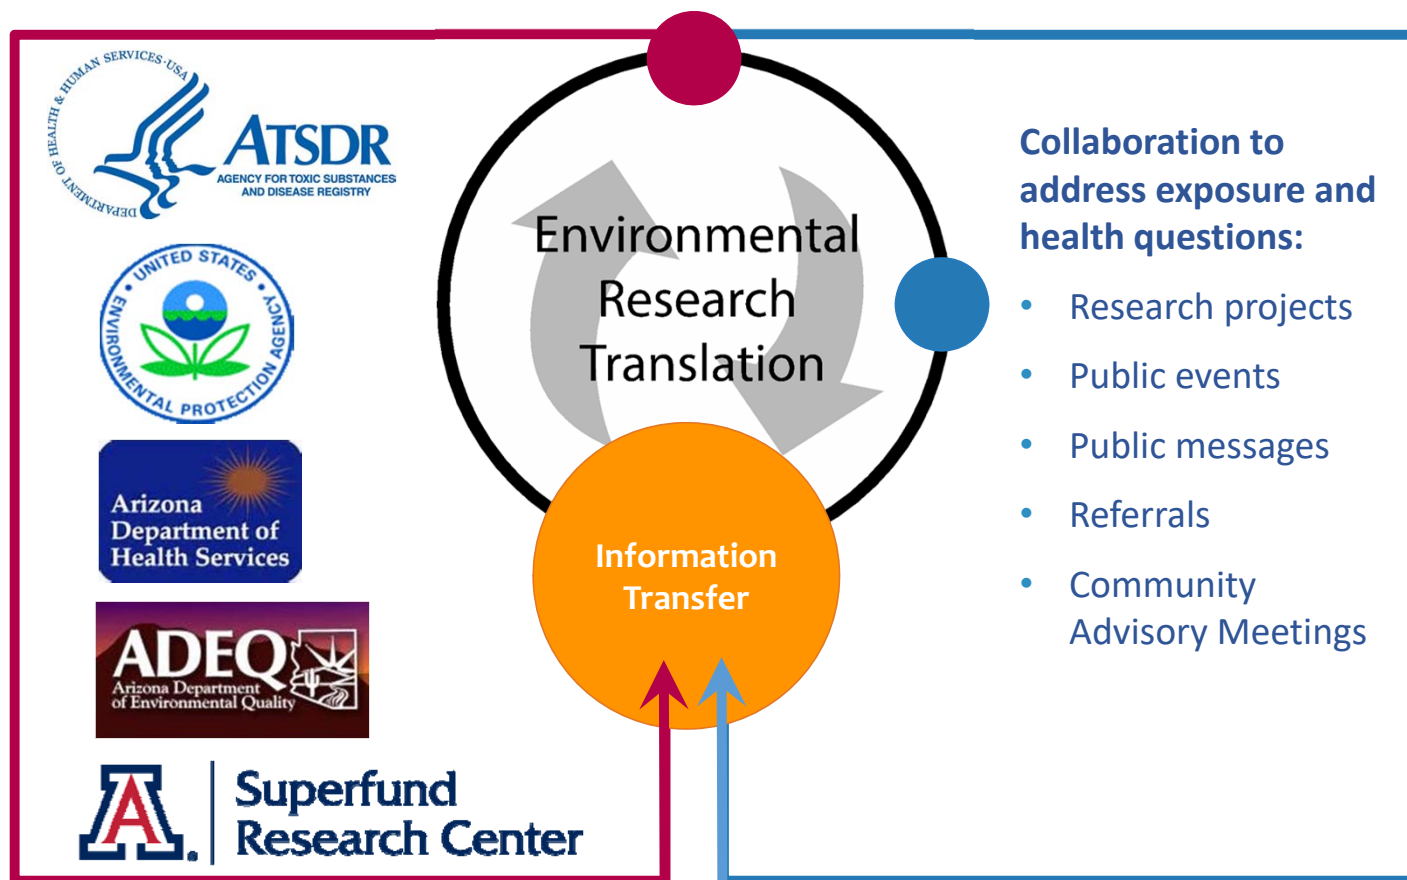 DEPARTMENT OF HEALTH & HUMAN SERVICES·USA
ATSDR
AGENCY FOR TOXIC SUBSTANCES
AND DISEASE REGISTRY
UNITED STATES
ENVIRONMENTAL PROTECTION AGENCY
Arizona
Department of
Health Services
ADEQ
Arizona Department
of Environmental Quality
A
Superfund
Research Center
Environmental
Research
Translation
Information
Transfer
Collaboration to
address exposure and
health questions:
• Research projects
• Public events
• Public messages
• Referrals
• Community
Advisory Meetings